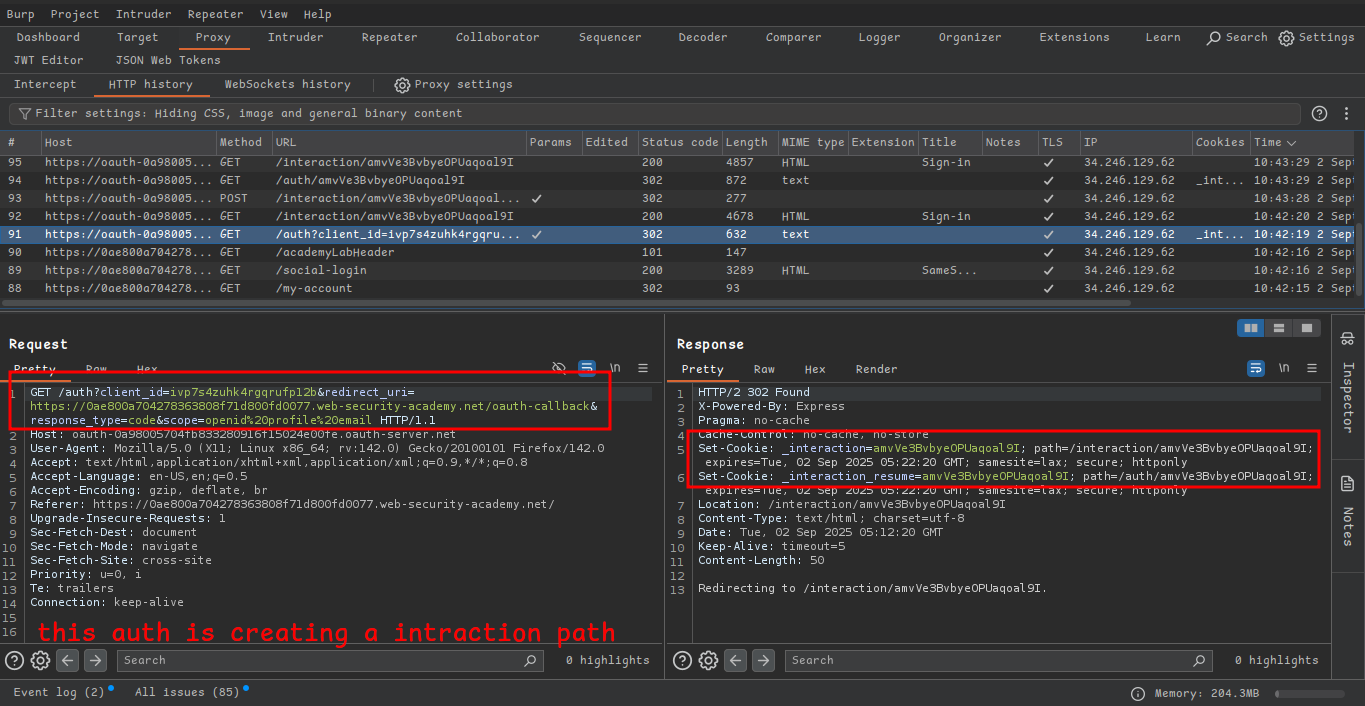 Burp Project Intruder Repeater View Help
Dashboard Target Proxy Intruder Repeater Collaborator Sequencer Decoder Comparer Logger Organizer Extensions Learn Search Settings
JWT Editor JSON Web Tokens
Intercept HTTP history WebSockets history Proxy settings
Filter settings: Hiding CSS, image and general binary content
# Host Method URL Params Edited Status code Length MIME type Extension Title Notes TLS IP Cookies Time
95 https://oauth-0a98005... GET /interaction/amvVe3BvbyeOPUaqoal9I 200 4857 HTML Sign-in ✓ 34.246.129.62 10:43:29 2 Sept
94 https://oauth-0a98005... GET /auth/amvVe3BvbyeOPUaqoal9I 302 872 text ✓ 34.246.129.62 _int... 10:43:29 2 Sept
93 https://oauth-0a98005... POST /interaction/amvVe3BvbyeOPUaqoal... ✓ 302 277 ✓ 34.246.129.62 10:43:28 2 Sept
92 https://oauth-0a98005... GET /interaction/amvVe3BvbyeOPUaqoal9I 200 4678 HTML Sign-in ✓ 34.246.129.62 10:42:20 2 Sept
91 https://oauth-0a98005... GET /auth?client_id=ivp7s4zuhk4rgqru... ✓ 302 632 text ✓ 34.246.129.62 _int... 10:42:19 2 Sept
90 https://0ae800a704278... GET /academyLabHeader 101 147 ✓ 34.246.129.62 10:42:16 2 Sept
89 https://0ae800a704278... GET /social-login 200 3289 HTML SameS... ✓ 34.246.129.62 10:42:16 2 Sept
88 https://0ae800a704278... GET /my-account 302 93 ✓ 34.246.129.62 10:42:15 2 Sept
Request
Pretty Raw Hex \n
1 GET /auth?client_id=ivp7s4zuhk4rgqrufp12b&redirect_uri=
https://0ae800a704278363808f71d800fd0077.web-security-academy.net/oauth-callback&
response_type=code&scope=openid%20profile%20email HTTP/1.1
2 Host: oauth-0a98005704fb833280916f15024e00fe.oauth-server.net
3 User-Agent: Mozilla/5.0 (X11; Linux x86_64; rv:142.0) Gecko/20100101 Firefox/142.0
4 Accept: text/html,application/xhtml+xml,application/xml;q=0.9,*/*;q=0.8
5 Accept-Language: en-US,en;q=0.5
6 Accept-Encoding: gzip, deflate, br
7 Referer: https://0ae800a704278363808f71d800fd0077.web-security-academy.net/
8 Upgrade-Insecure-Requests: 1
9 Sec-Fetch-Dest: document
10 Sec-Fetch-Mode: navigate
11 Sec-Fetch-Site: cross-site
12 Priority: u=0, i
13 Te: trailers
14 Connection: keep-alive
15
16
this auth is creating a intraction path
Search 0 highlights
Response
Pretty Raw Hex Render \n
1 HTTP/2 302 Found
2 X-Powered-By: Express
3 Pragma: no-cache
4 Cache-Control: no-cache, no-store
5 Set-Cookie: _interaction=amvVe3BvbyeOPUaqoal9I; path=/interaction/amvVe3BvbyeOPUaqoal9I;
expires=Tue, 02 Sep 2025 05:22:20 GMT; samesite=lax; secure; httponly
6 Set-Cookie: _interaction_resume=amvVe3BvbyeOPUaqoal9I; path=/auth/amvVe3BvbyeOPUaqoal9I;
expires=Tue, 02 Sep 2025 05:22:20 GMT; samesite=lax; secure; httponly
7 Location: /interaction/amvVe3BvbyeOPUaqoal9I
8 Content-Type: text/html; charset=utf-8
9 Date: Tue, 02 Sep 2025 05:12:20 GMT
10 Keep-Alive: timeout=5
11 Content-Length: 50
12
13 Redirecting to /interaction/amvVe3BvbyeOPUaqoal9I.
Search 0 highlights
Inspector
Notes
Event log (2) All issues (85) Memory: 204.3MB